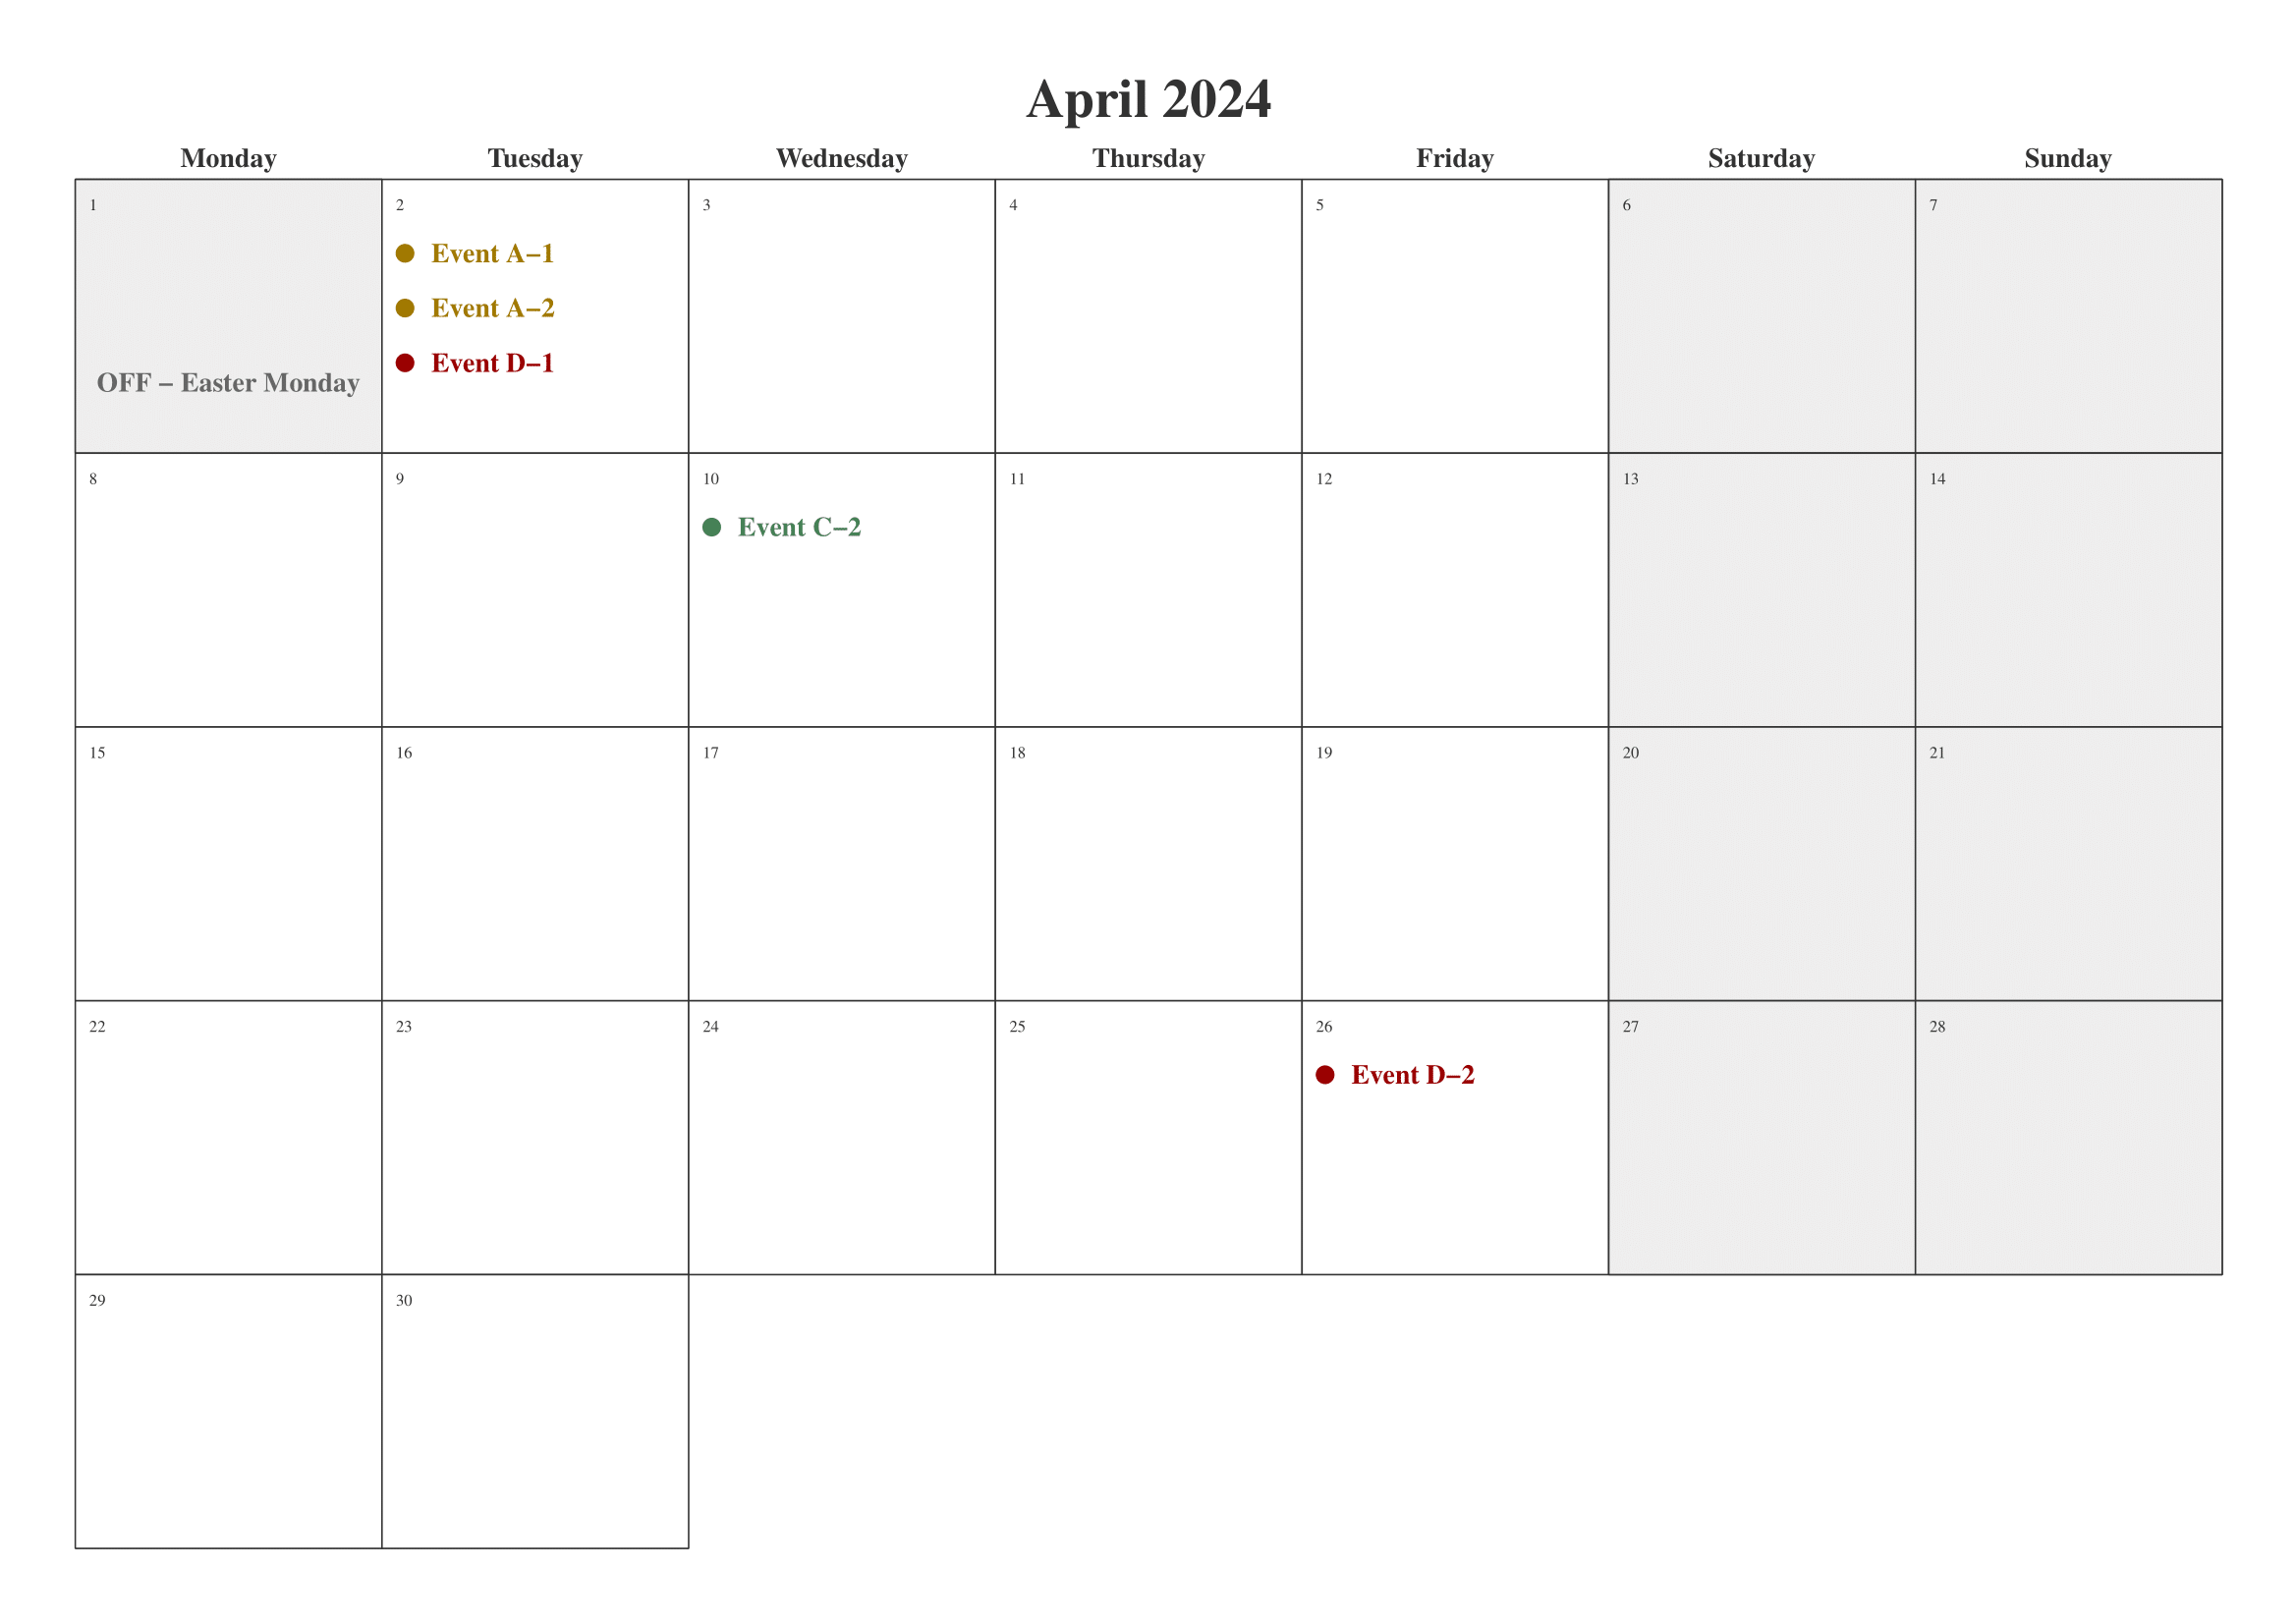 April 2024
Monday Tuesday Wednesday Thursday Friday Saturday Sunday
1 2 3 4 5 6 7
Event A–1
Event A–2
Event D–1
OFF – Easter Monday
8 9 10 11 12 13 14
Event C–2
15 16 17 18 19 20 21
22 23 24 25 26 27 28
Event D–2
29 30